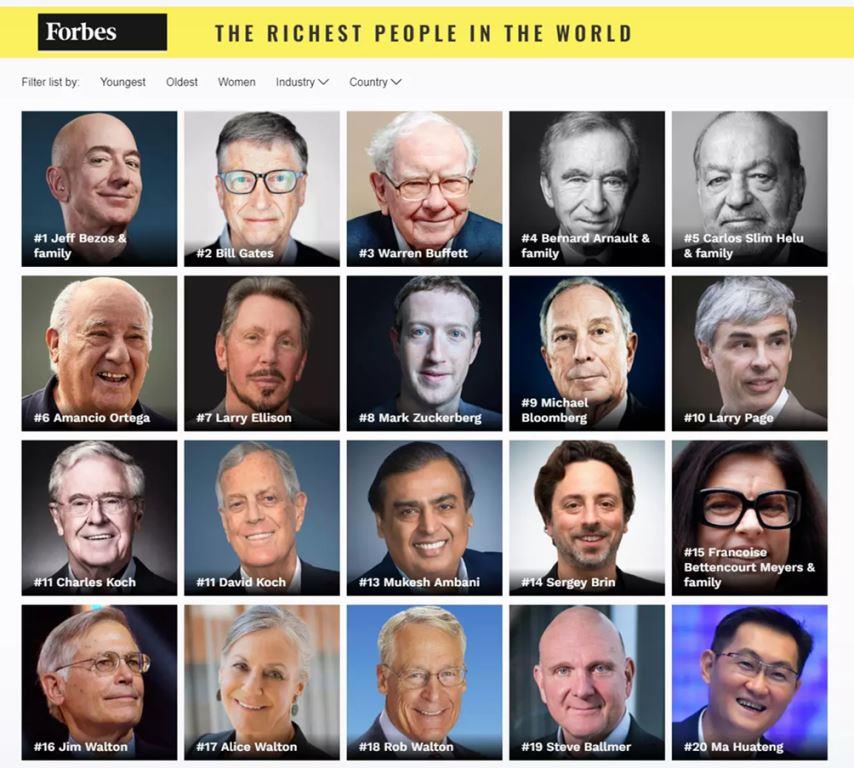 Forbes
THE RICHEST PEOPLE IN THE WORLD
Filter list by: Youngest Oldest Women Industry Country
#1 Jeff Bezos &
family
#2 Bill Gates
#3 Warren Buffett
#4 Bernard Arnault &
family
#5 Carlos Slim Helu
& family
#6 Amancio Ortega
#7 Larry Ellison
#8 Mark Zuckerberg
#9 Michael
Bloomberg
#10 Larry Page
#11 Charles Koch
#11 David Koch
#13 Mukesh Ambani
#14 Sergey Brin
#15 Francoise
Bettencourt Meyers &
family
#16 Jim Walton
#17 Alice Walton
#18 Rob Walton
#19 Steve Ballmer
#20 Ma Huateng